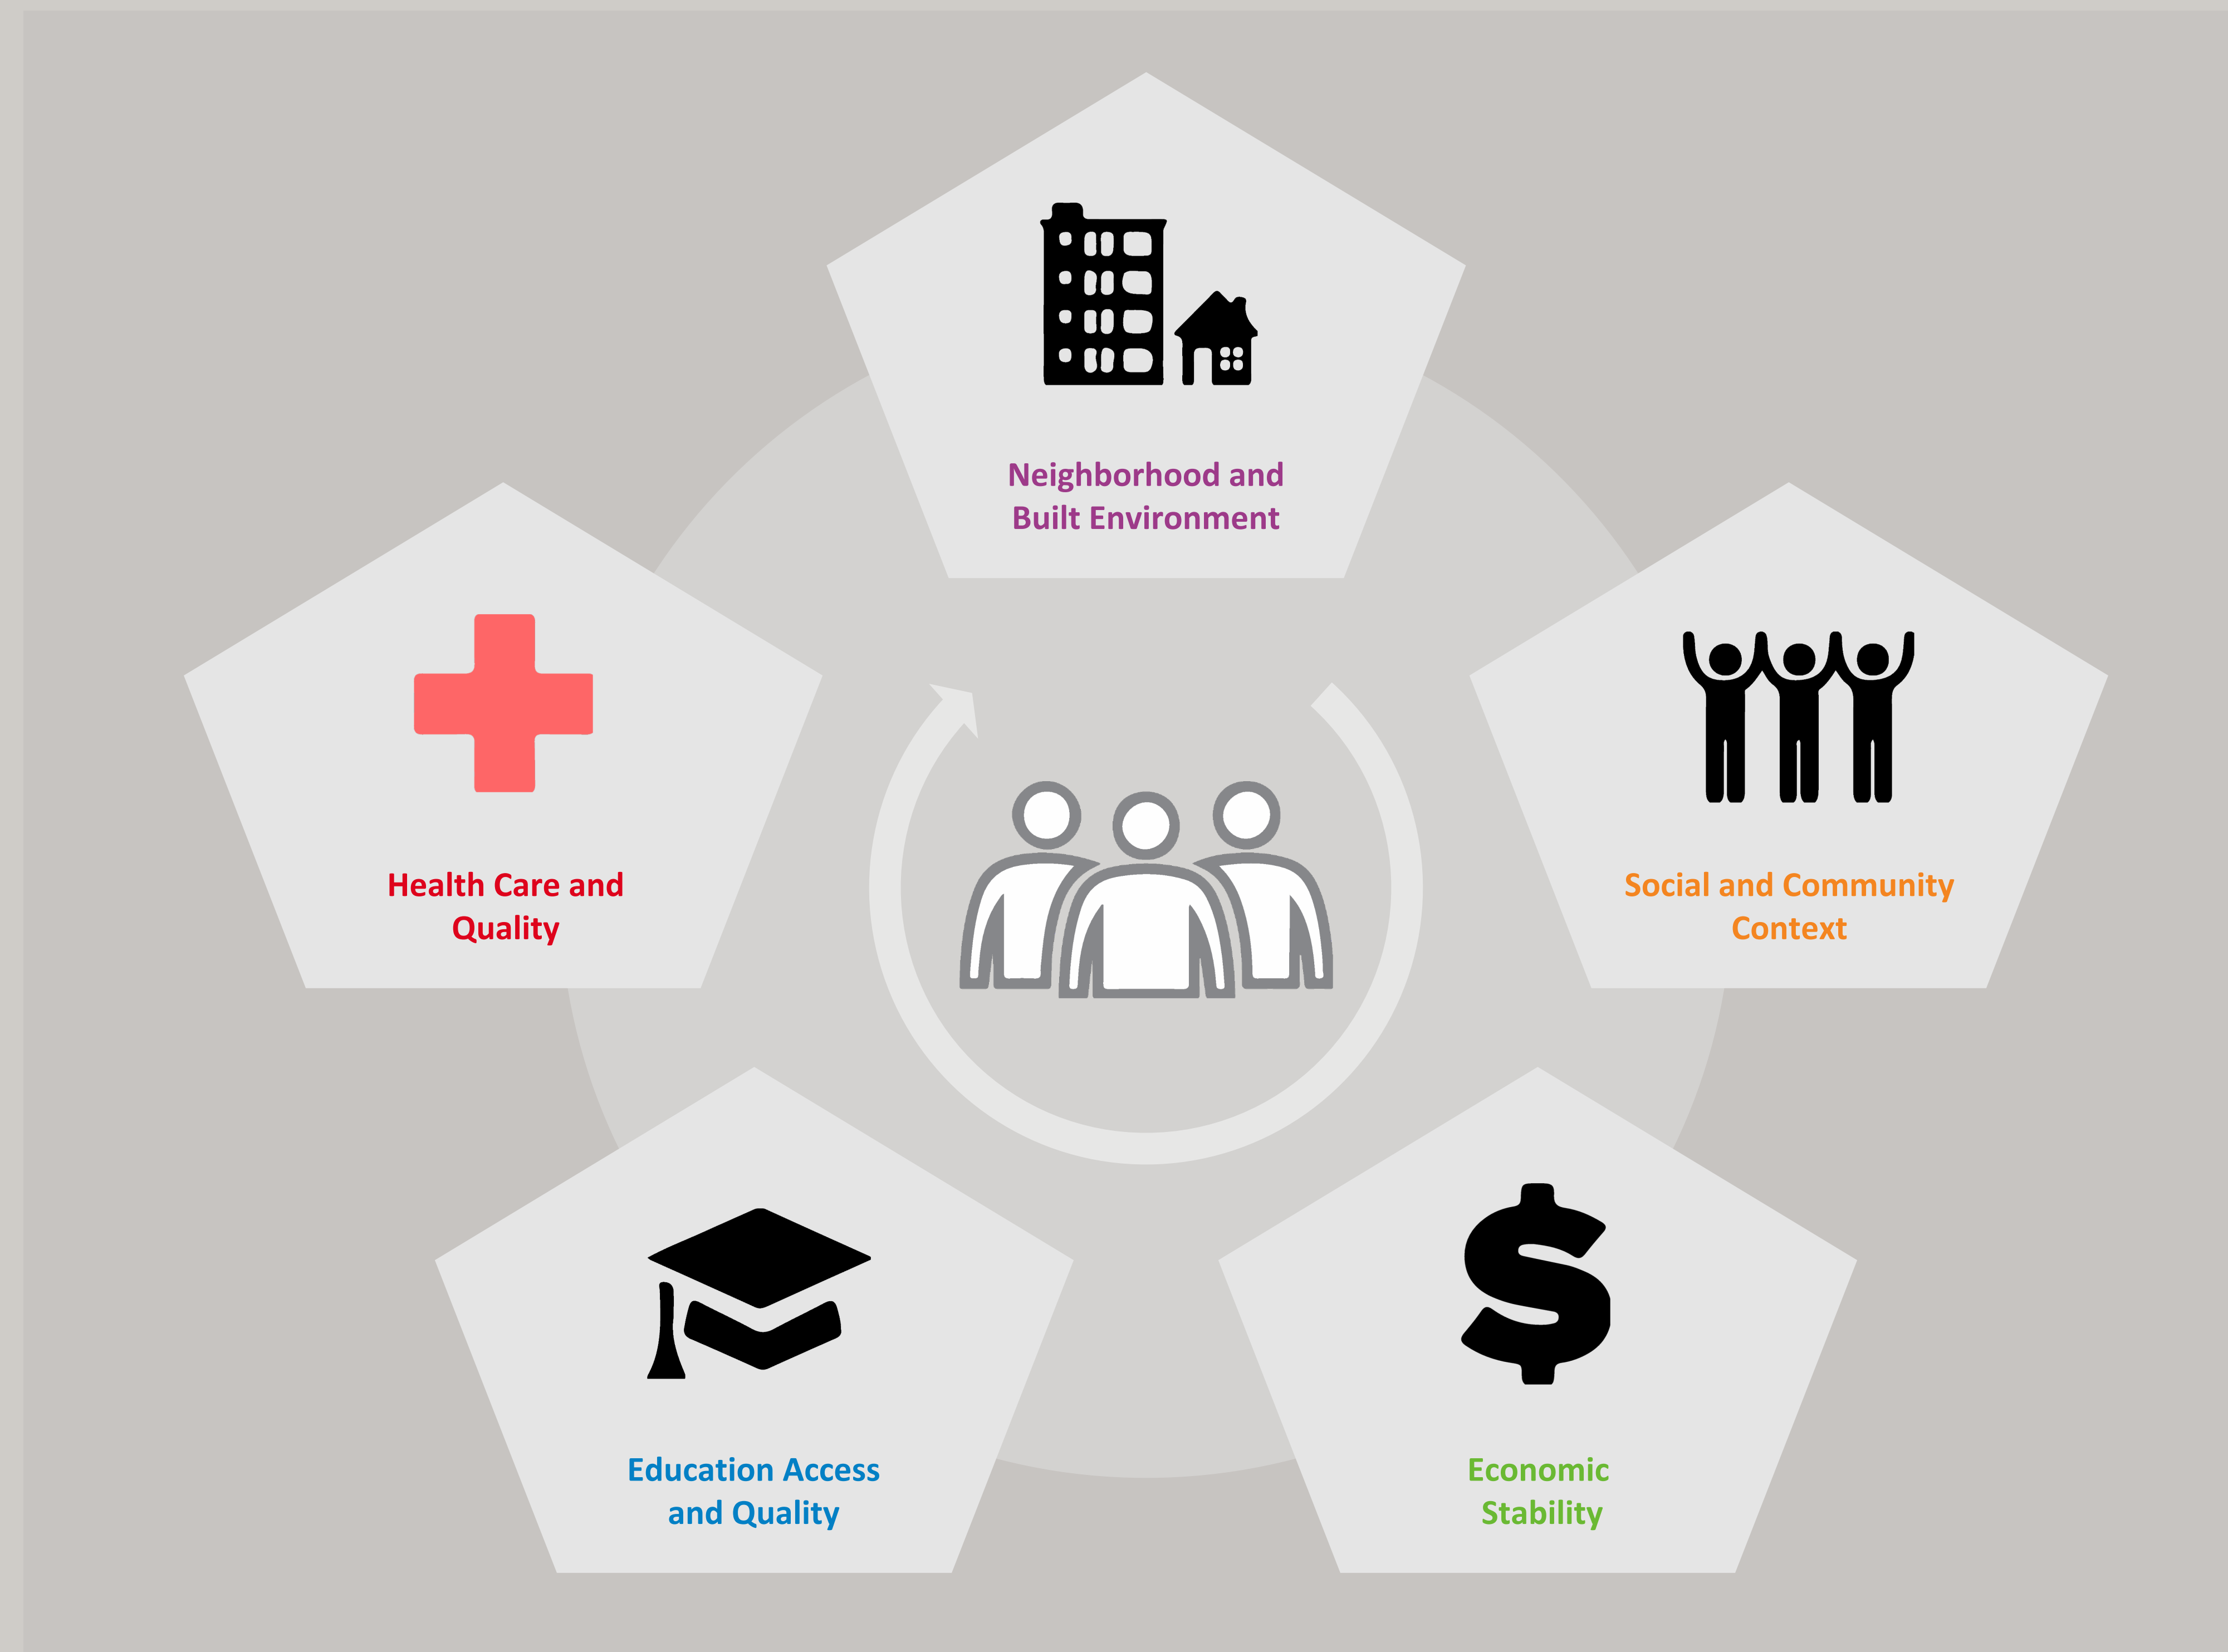 Neighborhood and
Built Environment
Health Care and
Quality
Social and Community
Context
Education Access
and Quality
Economic
Stability